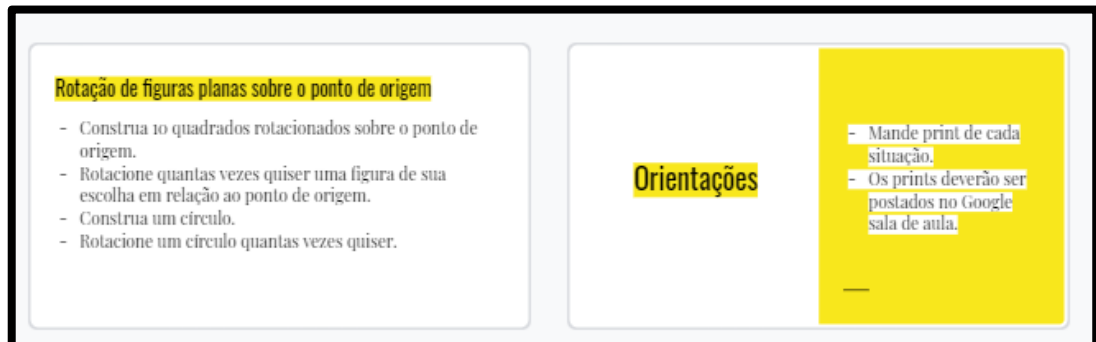 Rotação de figuras planas sobre o ponto de origem
- Construa 10 quadrados rotacionados sobre o ponto de
origem.
- Rotacione quantas vezes quiser uma figura de sua
escolha em relação ao ponto de origem.
- Construa um círculo.
- Rotacione um círculo quantas vezes quiser.
Orientações
- Mande print de cada
situação.
- Os prints deverão ser
postados no Google
sala de aula.